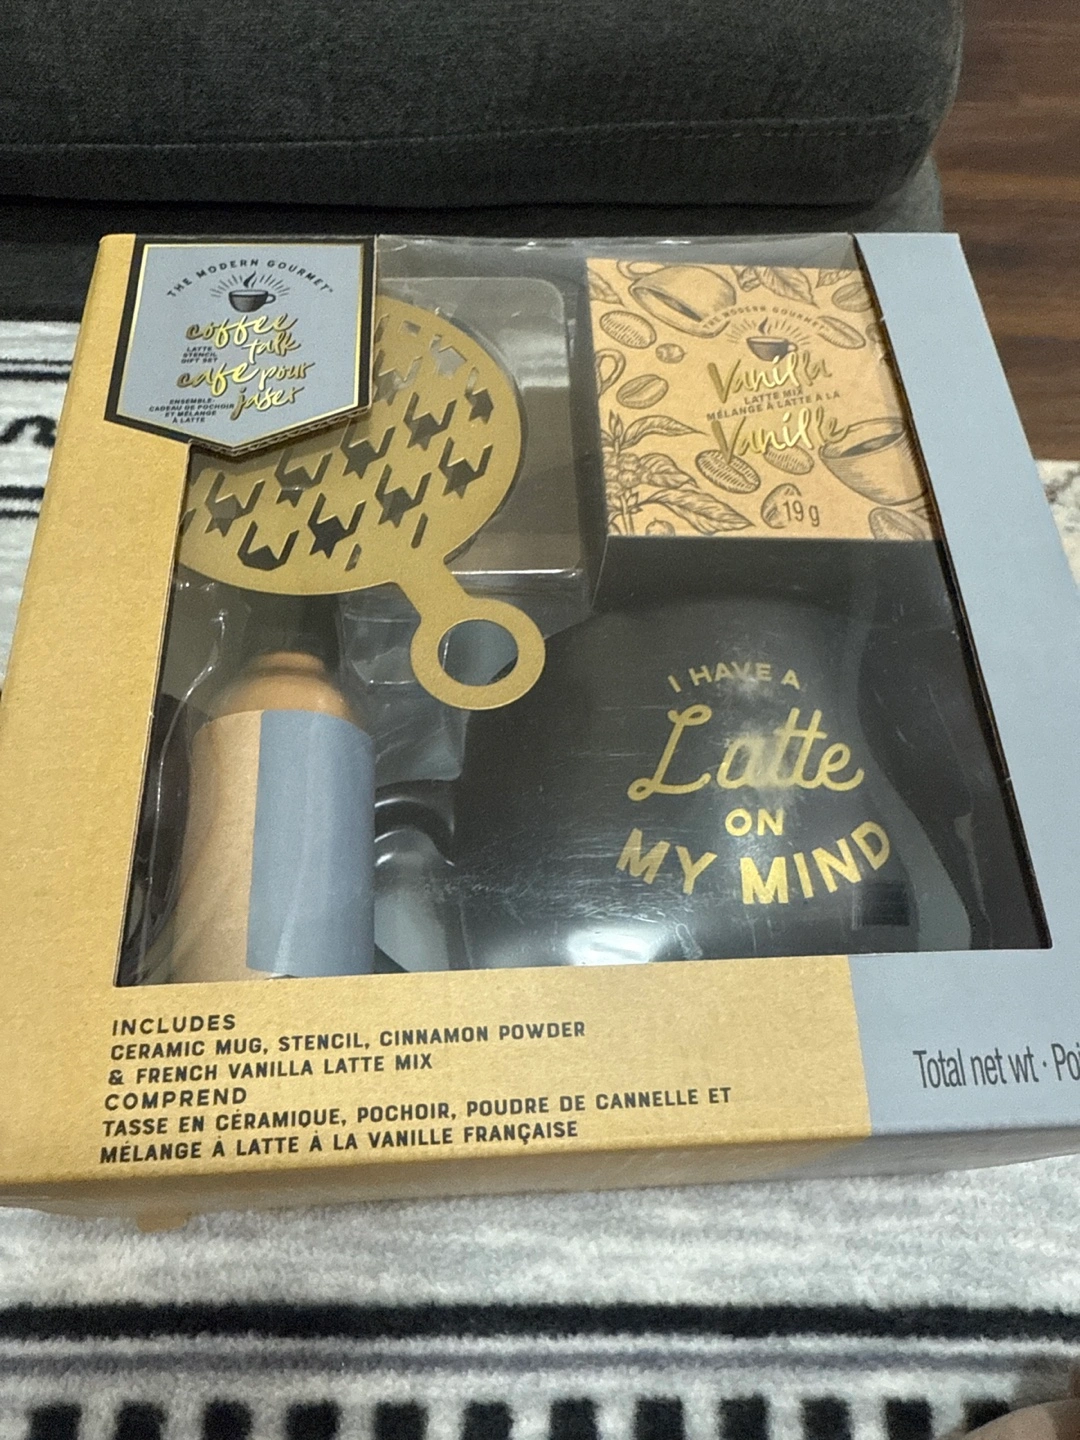 THE MODERN GOURMET
coffee
talk
LATTE
STENCIL
GIFT SET
café pour
jaser
ENSEMBLE-
CADEAU DE POCHOIR
ET MÉLANGE
À LATTE
THE MODERN GOURMET
Vanilla
LATTE MIX
MÉLANGE À LATTE À LA
Vanille
19 g
I HAVE A
Latte
ON
MY MIND
INCLUDES
CERAMIC MUG, STENCIL, CINNAMON POWDER
& FRENCH VANILLA LATTE MIX
COMPREND
TASSE EN CÉRAMIQUE, POCHOIR, POUDRE DE CANNELLE ET
MÉLANGE À LATTE À LA VANILLE FRANÇAISE
Total net wt · Poi